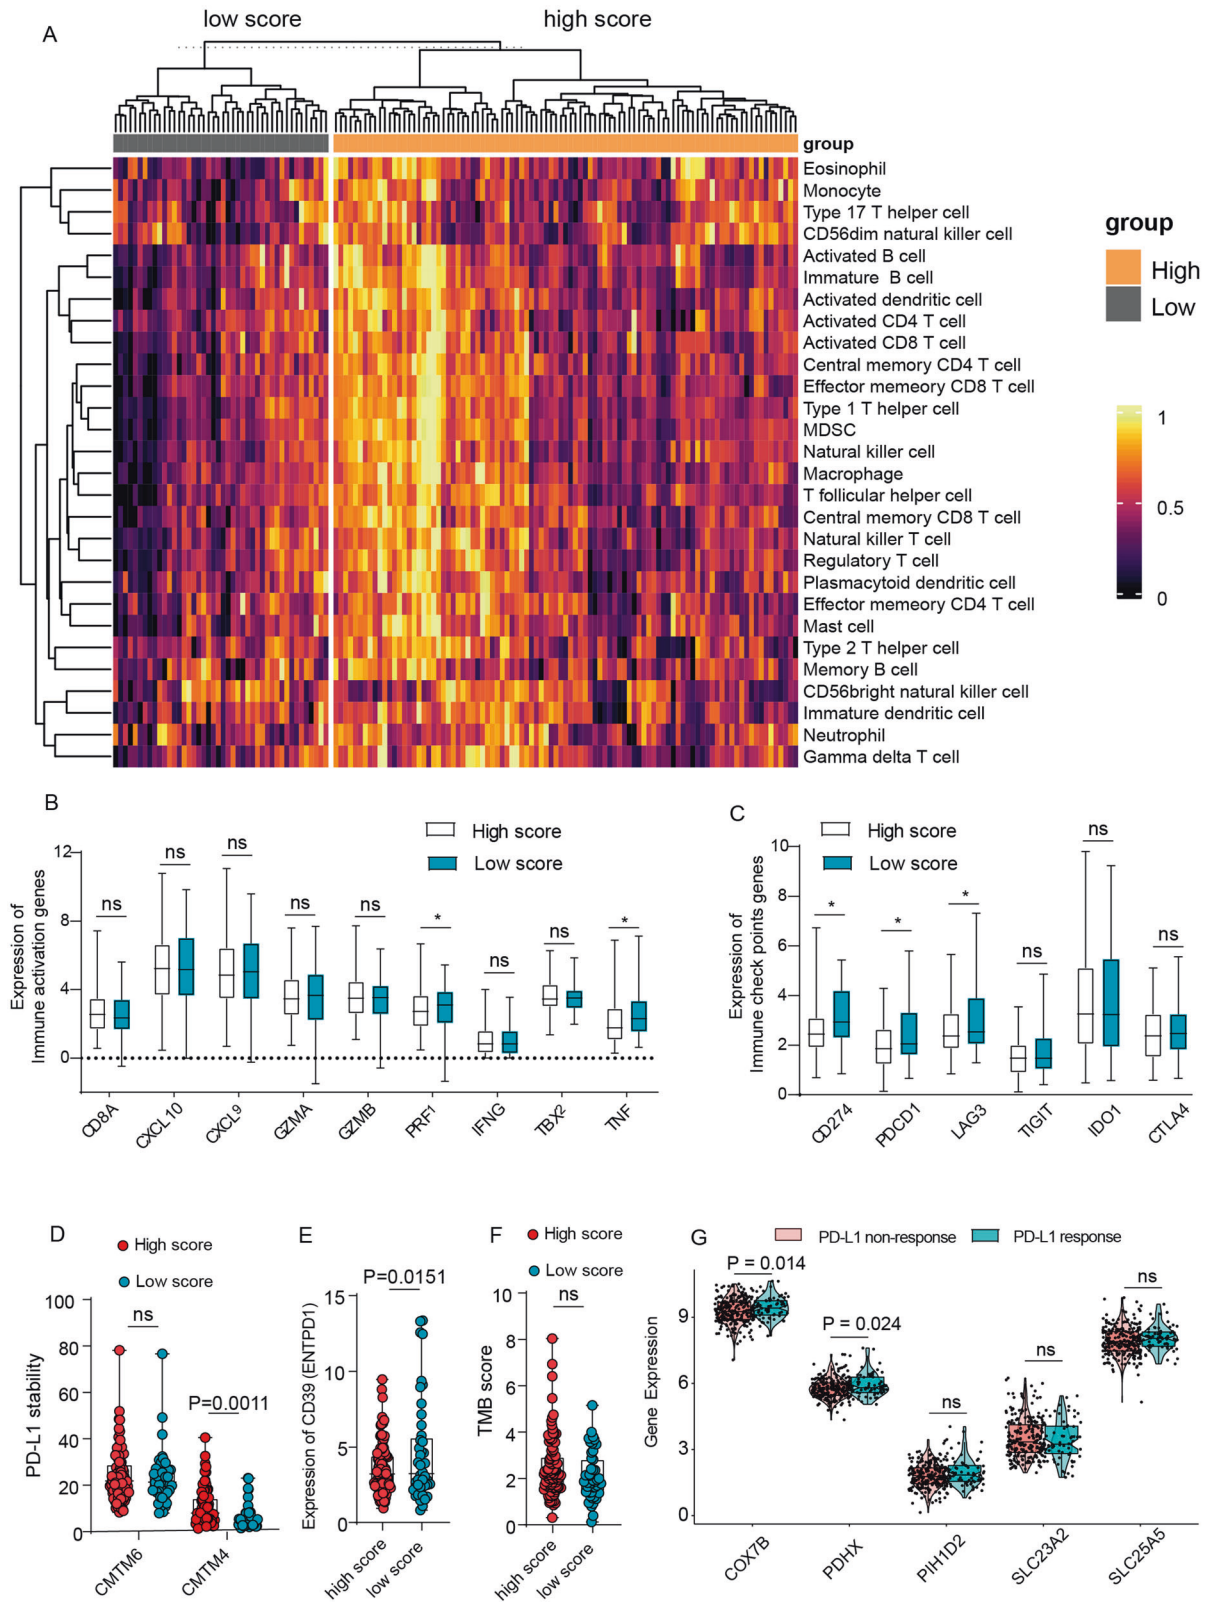 A
low score
high score
group
Eosinophil
Monocyte
Type 17 T helper cell
CD56dim natural killer cell
Activated B cell
Immature B cell
Activated dendritic cell
Activated CD4 T cell
Activated CD8 T cell
Central memory CD4 T cell
Effector memeory CD8 T cell
Type 1 T helper cell
MDSC
Natural killer cell
Macrophage
T follicular helper cell
Central memory CD8 T cell
Natural killer T cell
Regulatory T cell
Plasmacytoid dendritic cell
Effector memeory CD4 T cell
Mast cell
Type 2 T helper cell
Memory B cell
CD56bright natural killer cell
Immature dendritic cell
Neutrophil
Gamma delta T cell
group
High
Low
1
0.5
0
B
High score
Low score
Expression of
Immune activation genes
12
8
4
0
ns
ns
ns
ns
ns
*
ns
ns
*
CD8A
CXCL10
CXCL9
GZMA
GZMB
PRF1
IFNG
TBX2
TNF
C
High score
Low score
Expression of
Immune check points genes
10
8
6
4
2
0
*
*
*
ns
ns
ns
CD274
PDCD1
LAG3
TIGIT
IDO1
CTLA4
D
High score
Low score
PD-L1 stability
100
80
60
40
20
0
ns
P=0.0011
CMTM6
CMTM4
E
P=0.0151
Expression of CD39 (ENTPD1)
15
10
5
0
high score
low score
F
High score
Low score
TMB score
10
8
6
4
2
0
ns
high score
low score
G
PD-L1 non-response
PD-L1 response
Gene Expression
9
6
3
0
P = 0.014
P = 0.024
ns
ns
ns
COX7B
PDHX
PIH1D2
SLC23A2
SLC25A5